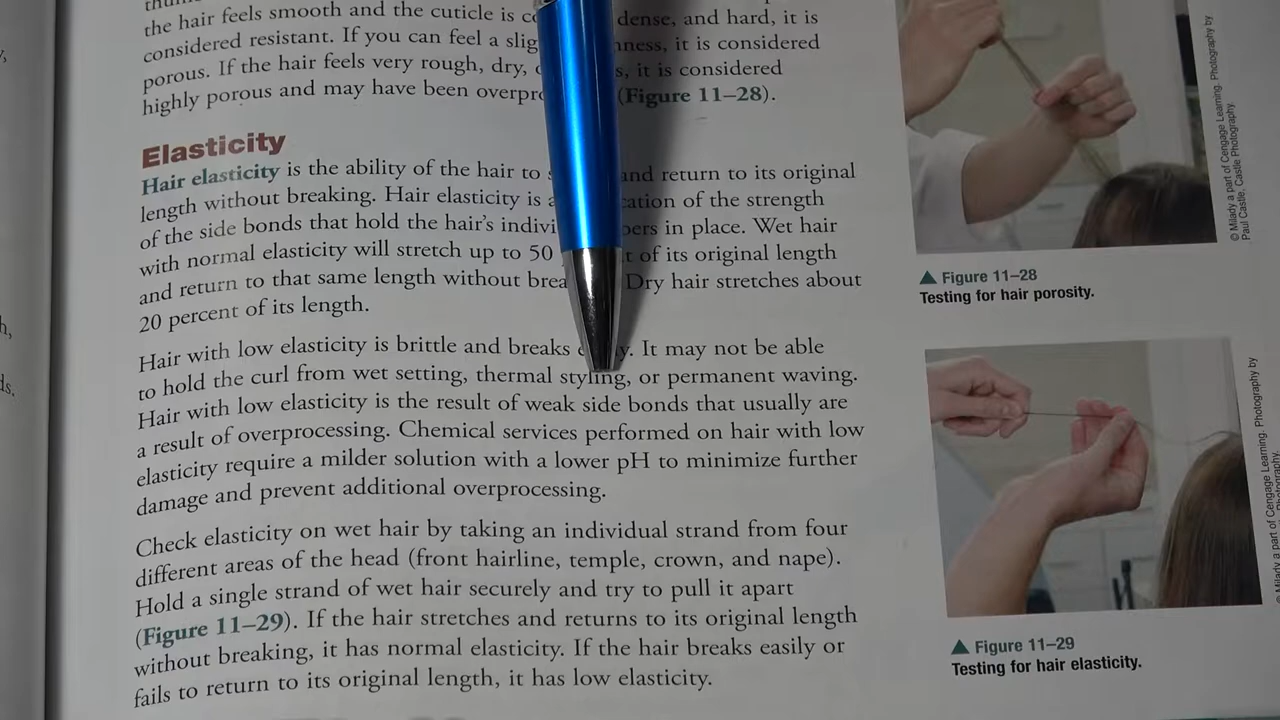 the hair feels smooth and the cuticle is dense, and hard, it is
considered resistant. If you can feel a it is considered
porous. If the hair feels very rough, dry, it is considered
highly porous and may have been (Figure 11–28).
Elasticity
Hair elasticity is the ability of the hair to and return to its original
length without breaking. Hair elasticity is of the strength
of the side bonds that hold the hair's in place. Wet hair
with normal elasticity will stretch up to 50 of its original length
and return to that same length without Dry hair stretches about
20 percent of its length.
Hair with low elasticity is brittle and breaks It may not be able
to hold the curl from wet setting, thermal styling, or permanent waving.
Hair with low elasticity is the result of weak side bonds that usually are
a result of overprocessing. Chemical services performed on hair with low
elasticity require a milder solution with a lower pH to minimize further
damage and prevent additional overprocessing.
Check elasticity on wet hair by taking an individual strand from four
different areas of the head (front hairline, temple, crown, and nape).
Hold a single strand of wet hair securely and try to pull it apart
(Figure 11–29). If the hair stretches and returns to its original length
without breaking, it has normal elasticity. If the hair breaks easily or
fails to return to its original length, it has low elasticity.
© Milady a part of Cengage Learning. Photography by
Paul Castle, Castle Photography.
▲ Figure 11–28
Testing for hair porosity.
Milady a part of Cengage Learning. Photography by
▲ Figure 11–29
Testing for hair elasticity.